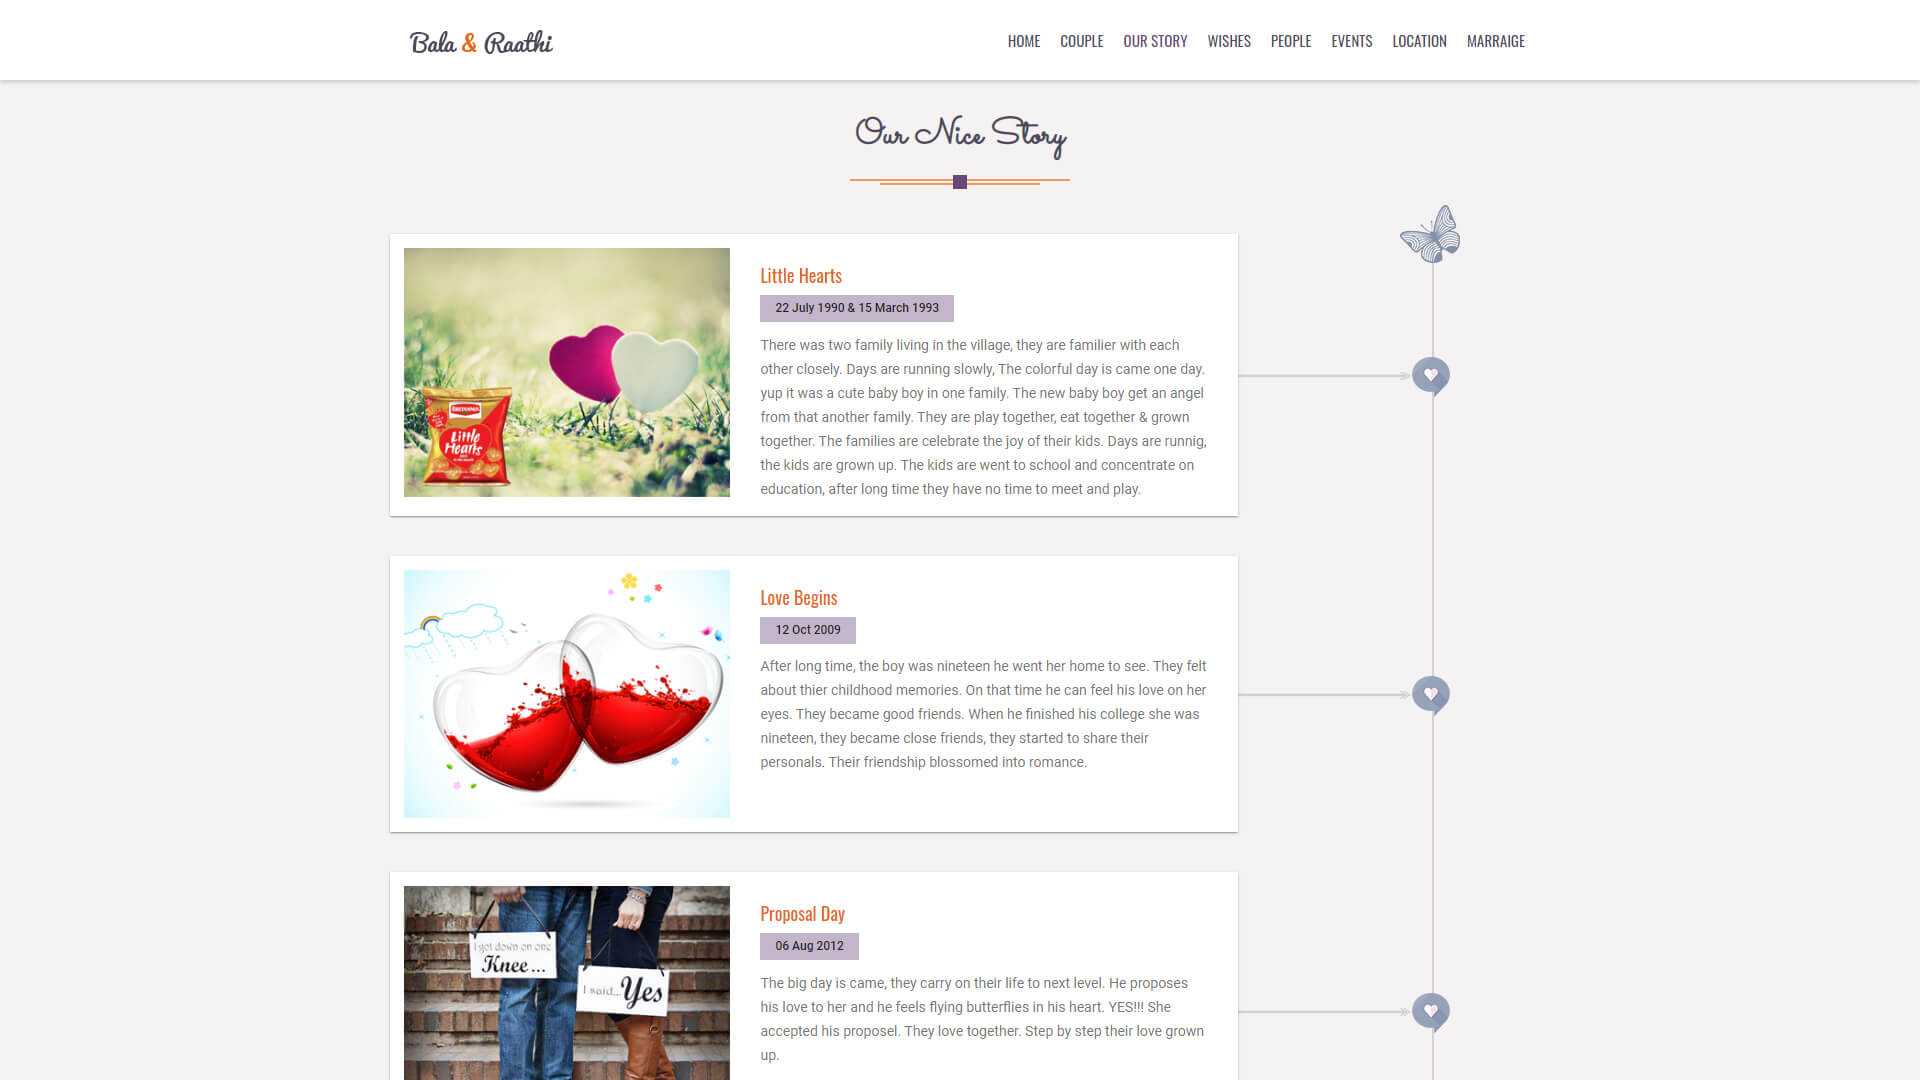 Bala & Raathi
HOME COUPLE OUR STORY WISHES PEOPLE EVENTS LOCATION MARRAIGE
Our Nice Story
Little Hearts
22 July 1990 & 15 March 1993
There was two family living in the village, they are familier with each
other closely. Days are running slowly, The colorful day is came one day.
yup it was a cute baby boy in one family. The new baby boy get an angel
from that another family. They are play together, eat together & grown
together. The families are celebrate the joy of their kids. Days are runnig,
the kids are grown up. The kids are went to school and concentrate on
education, after long time they have no time to meet and play.
BRITANNIA
Little
Hearts
Love Begins
12 Oct 2009
After long time, the boy was nineteen he went her home to see. They felt
about thier childhood memories. On that time he can feel his love on her
eyes. They became good friends. When he finished his college she was
nineteen, they became close friends, they started to share their
personals. Their friendship blossomed into romance.
Proposal Day
06 Aug 2012
The big day is came, they carry on their life to next level. He proposes
his love to her and he feels flying butterflies in his heart. YES!!! She
accepted his proposel. They love together. Step by step their love grown
up.
I got down on one
Knee...
I said...Yes